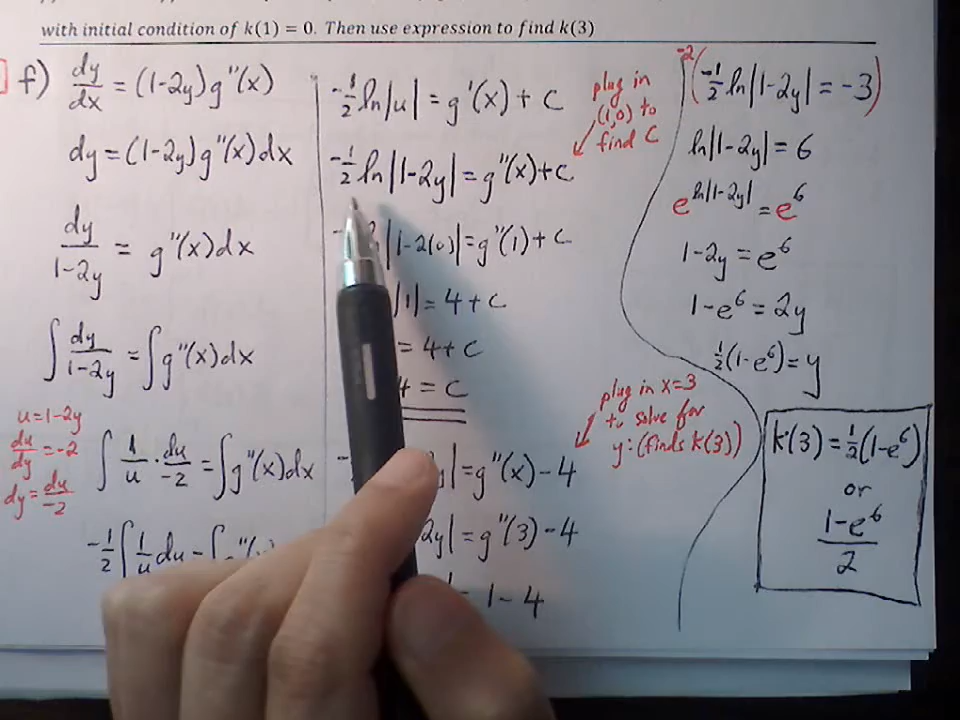 with initial condition of k(1) = 0. Then use expression to find k(3)
f) dy/dx = (1-2y)g''(x)
dy = (1-2y)g''(x)dx
dy/(1-2y) = g''(x)dx
∫ dy/(1-2y) = ∫g''(x)dx
u = 1-2y
du/dy = -2
dy = du/-2
∫ 1/u · du/-2 = ∫g''(x)dx
-1/2 ∫ 1/u du = ∫
-1/2 ln|u| = g'(x) + C
-1/2 ln|1-2y| = g''(x)+C
plug in
(1,0) to
find C
|1-2(0)| = g''(1) + C
|1| = 4 + C
= 4 + C
4 = C
plug in x=3
to solve for
y: (finds k(3))
y| = g''(x) - 4
2y| = g''(3) - 4
= 1 - 4
-2(-1/2 ln|1-2y| = -3)
ln|1-2y| = 6
e^ln|1-2y| = e^6
1-2y = e^6
1-e^6 = 2y
1/2(1-e^6) = y
k(3) = 1/2(1-e^6)
or
(1-e^6)/2